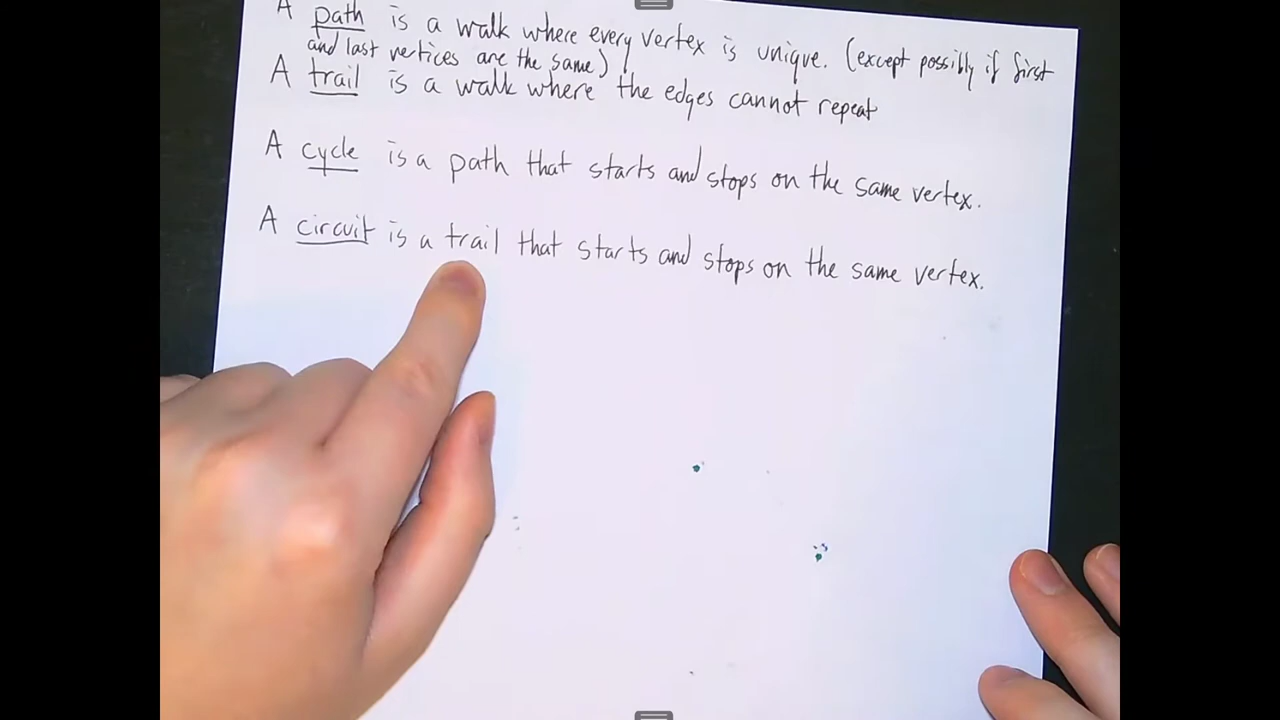 A path is a walk where every vertex is unique. (except possibly if first
and last vertices are the same)
A trail is a walk where the edges cannot repeat
A cycle is a path that starts and stops on the same vertex.
A circuit is a trail that starts and stops on the same vertex.